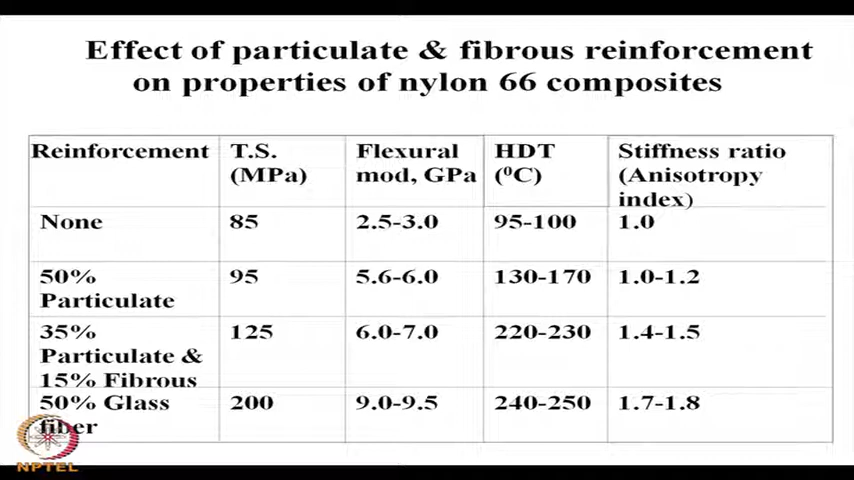 Effect of particulate & fibrous reinforcement
on properties of nylon 66 composites
Reinforcement T.S. (MPa) Flexural mod, GPa HDT (⁰C) Stiffness ratio (Anisotropy index)
None 85 2.5-3.0 95-100 1.0
50% Particulate 95 5.6-6.0 130-170 1.0-1.2
35% Particulate & 15% Fibrous 125 6.0-7.0 220-230 1.4-1.5
50% Glass fiber 200 9.0-9.5 240-250 1.7-1.8
NPTEL